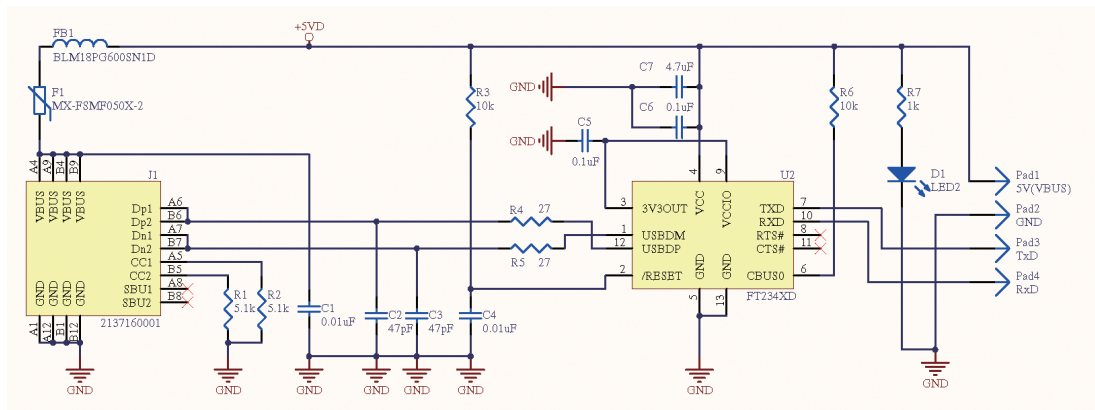 +5VD
FB1
BLM18PG600SN1D
F1
MX-FSMF050X-2
R3
10k
GND
C7
4.7uF
C6
0.1uF
R6
10k
R7
1k
GND
C5
0.1uF
A4
A9
B4
B9
J1
VBUS
VBUS
VBUS
VBUS
Dp1
A6
Dp2
B6
Dn1
A7
Dn2
B7
CC1
A5
CC2
B5
SBU1
A8
SBU2
B8
GND
GND
GND
GND
A1
A12
B1
B12
2137160001
GND
R1
5.1k
R2
5.1k
GND
C1
0.01uF
GND
C2
47pF
GND
C3
47pF
GND
C4
0.01uF
GND
R4
27
R5
27
4
9
U2
VCC
VCCIO
3
3V3OUT
1
USBDM
12
USBDP
2
/RESET
GND
GND
5
13
TXD
7
RXD
10
RTS#
8
CTS#
11
CBUS0
6
FT234XD
GND
D1
LED2
GND
Pad1
5V(VBUS)
Pad2
GND
Pad3
TxD
Pad4
RxD